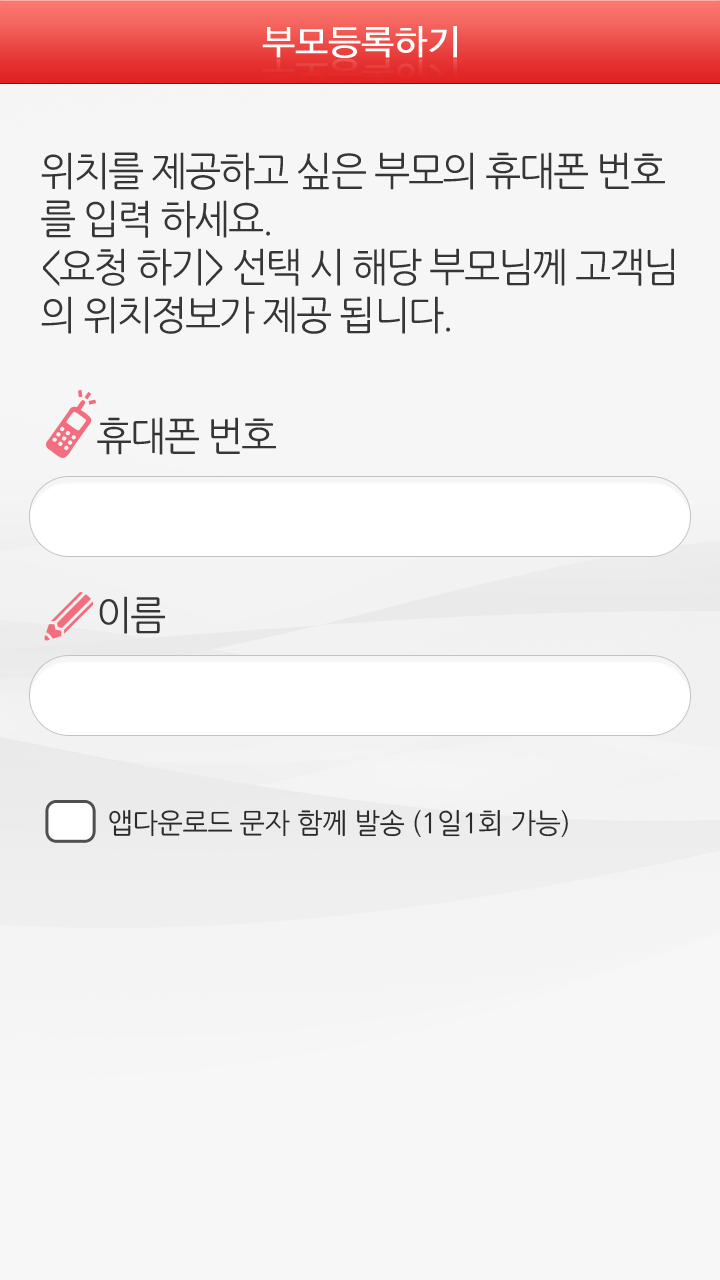 부모등록하기
위치를 제공하고 싶은 부모의 휴대폰 번호
를 입력 하세요.
<요청 하기> 선택 시 해당 부모님께 고객님
의 위치정보가 제공 됩니다.
휴대폰 번호
이름
앱다운로드 문자 함께 발송 (1일1회 가능)